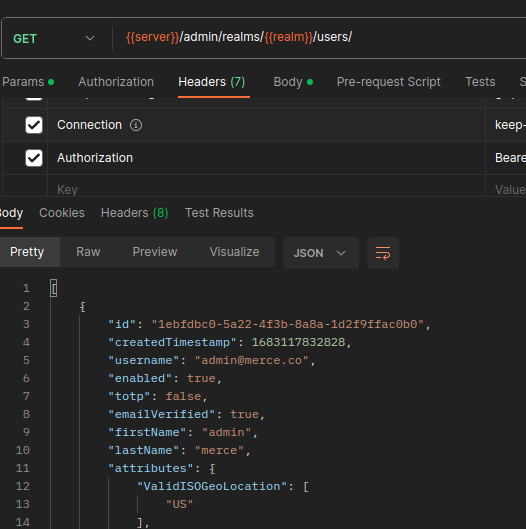 GET {{server}}/admin/realms/{{realm}}/users/
Params Authorization Headers (7) Body Pre-request Script Tests S
Connection keep-
Authorization Beare
Key Value
Body Cookies Headers (8) Test Results
Pretty Raw Preview Visualize JSON
1 [
2 {
3 "id": "1ebfdbc0-5a22-4f3b-8a8a-1d2f9ffac0b0",
4 "createdTimestamp": 1683117832828,
5 "username": "admin@merce.co",
6 "enabled": true,
7 "totp": false,
8 "emailVerified": true,
9 "firstName": "admin",
10 "lastName": "merce",
11 "attributes": {
12 "ValidISOGeoLocation": [
13 "US"
14 ],